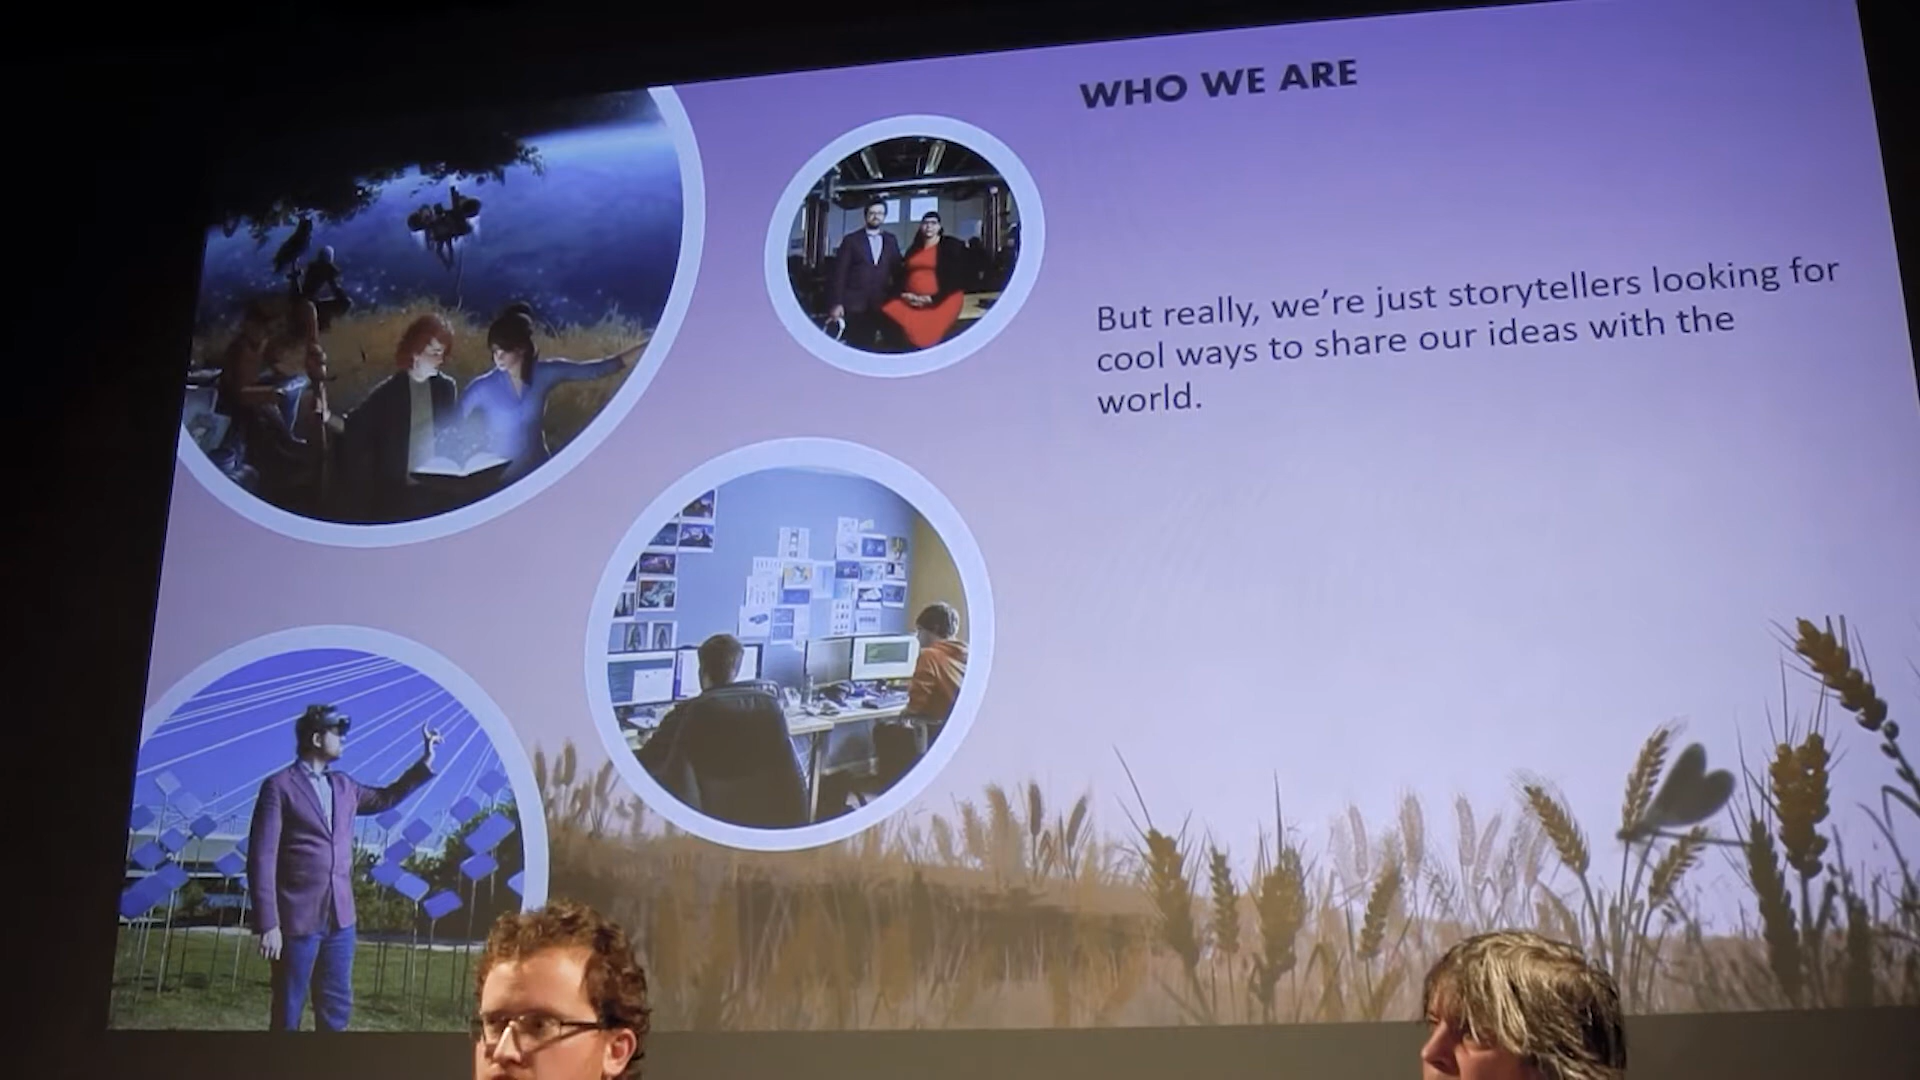 WHO WE ARE
But really, we're just storytellers looking for
cool ways to share our ideas with the
world.